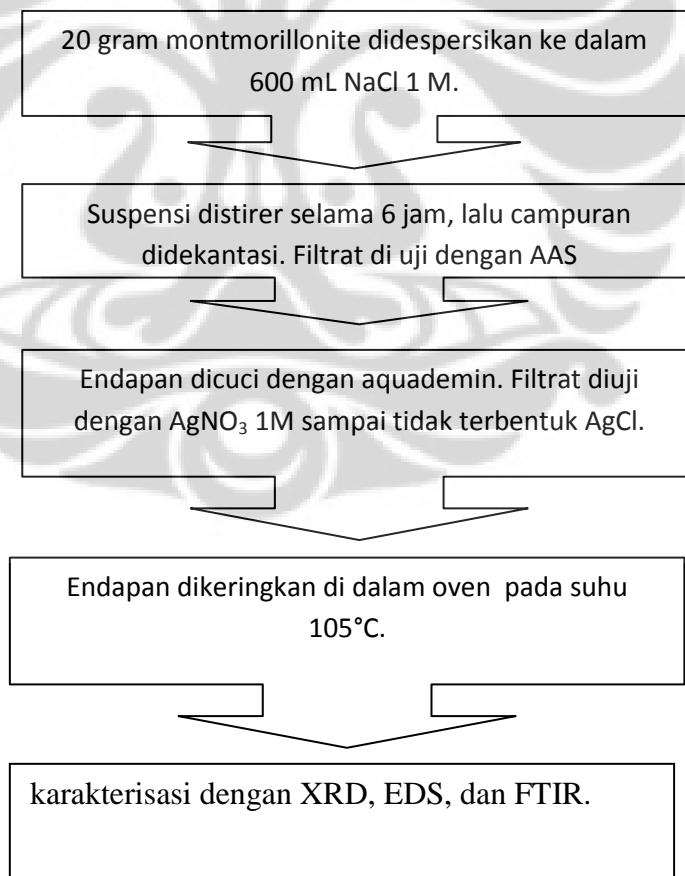 20 gram montmorillonite didespersikan ke dalam
600 mL NaCl 1 M.
Suspensi distirer selama 6 jam, lalu campuran
didekantasi. Filtrat di uji dengan AAS
Endapan dicuci dengan aquademin. Filtrat diuji
dengan AgNO₃ 1M sampai tidak terbentuk AgCl.
Endapan dikeringkan di dalam oven pada suhu
105°C.
karakterisasi dengan XRD, EDS, dan FTIR.